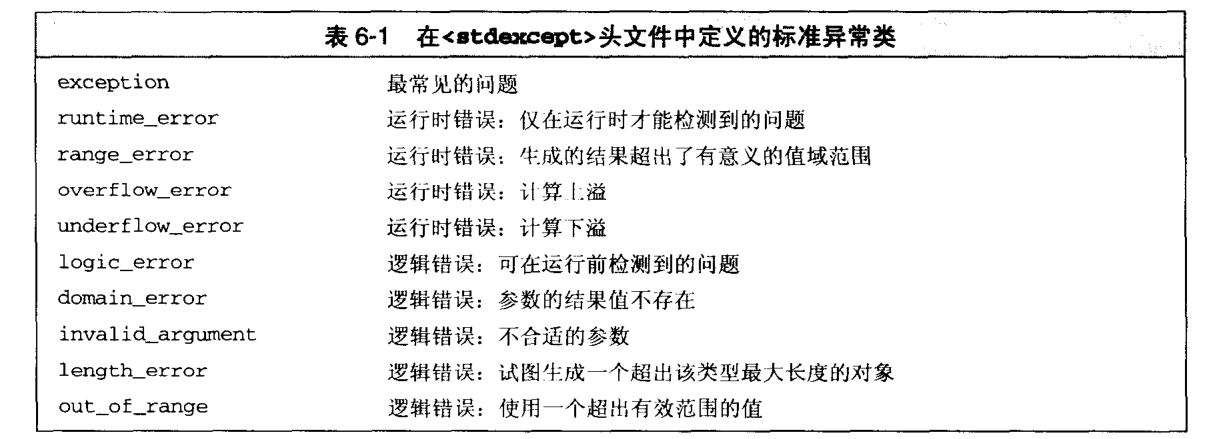 表 6-1 在<stdexcept>头文件中定义的标准异常类
exception 最常见的问题
runtime_error 运行时错误：仅在运行时才能检测到的问题
range_error 运行时错误：生成的结果超出了有意义的值域范围
overflow_error 运行时错误：计算上溢
underflow_error 运行时错误：计算下溢
logic_error 逻辑错误：可在运行前检测到的问题
domain_error 逻辑错误：参数的结果值不存在
invalid_argument 逻辑错误：不合适的参数
length_error 逻辑错误：试图生成一个超出该类型最大长度的对象
out_of_range 逻辑错误：使用一个超出有效范围的值